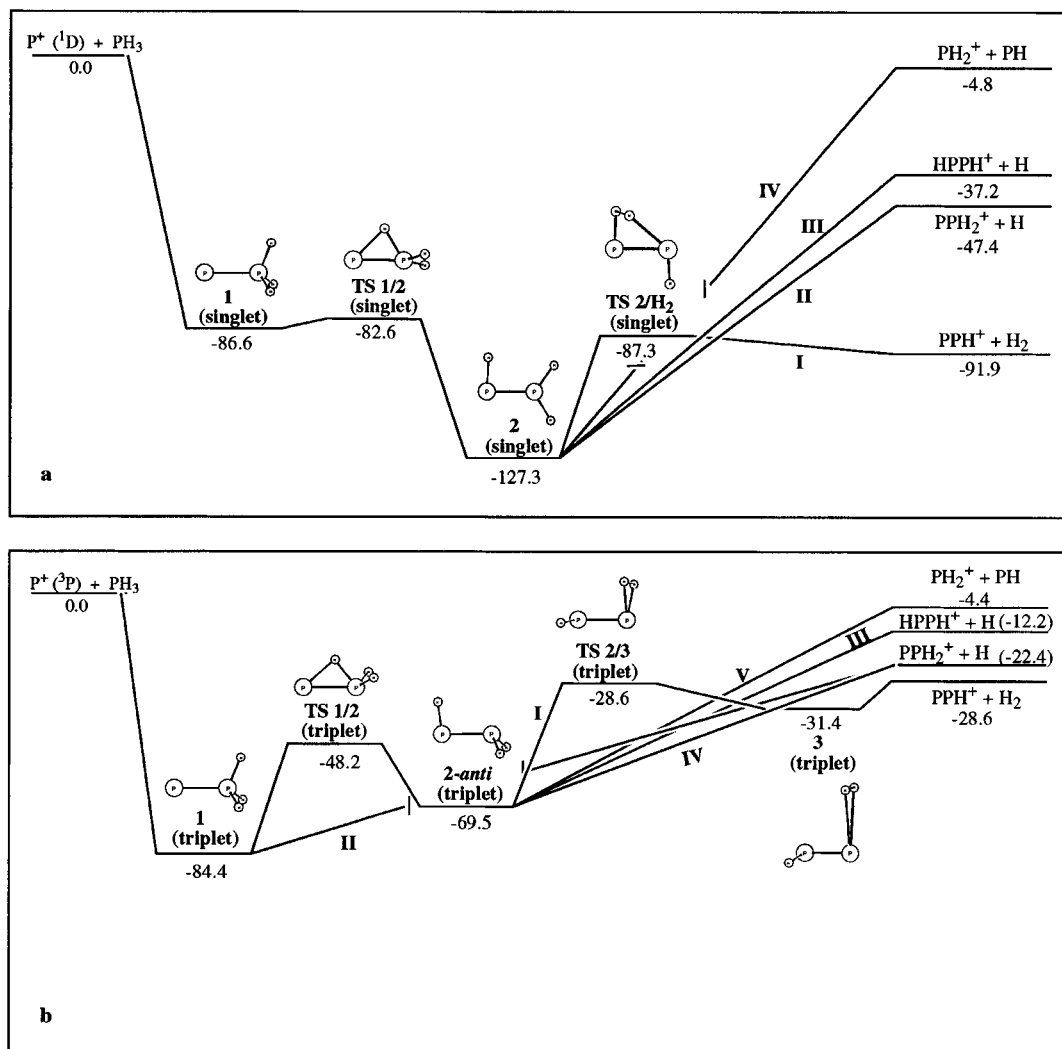 P⁺ (¹D) + PH₃
0.0
PH₂⁺ + PH
-4.8
HPPH⁺ + H
-37.2
IV
III
PPH₂⁺ + H
-47.4
II
TS 1/2
(singlet)
-82.6
P
P
1
(singlet)
-86.6
P
P
TS 2/H₂
(singlet)
-87.3
P
P
PPH⁺ + H₂
-91.9
I
P
P
2
(singlet)
-127.3
a
P⁺ (³P) + PH₃
0.0
PH₂⁺ + PH
-4.4
HPPH⁺ + H (-12.2)
III
PPH₂⁺ + H (-22.4)
V
PPH⁺ + H₂
-28.6
P
P
TS 2/3
(triplet)
-28.6
I
P
P
TS 1/2
(triplet)
-48.2
P
P
2-anti
(triplet)
-69.5
IV
-31.4
3
(triplet)
P
P
P
P
1
(triplet)
-84.4
II
b